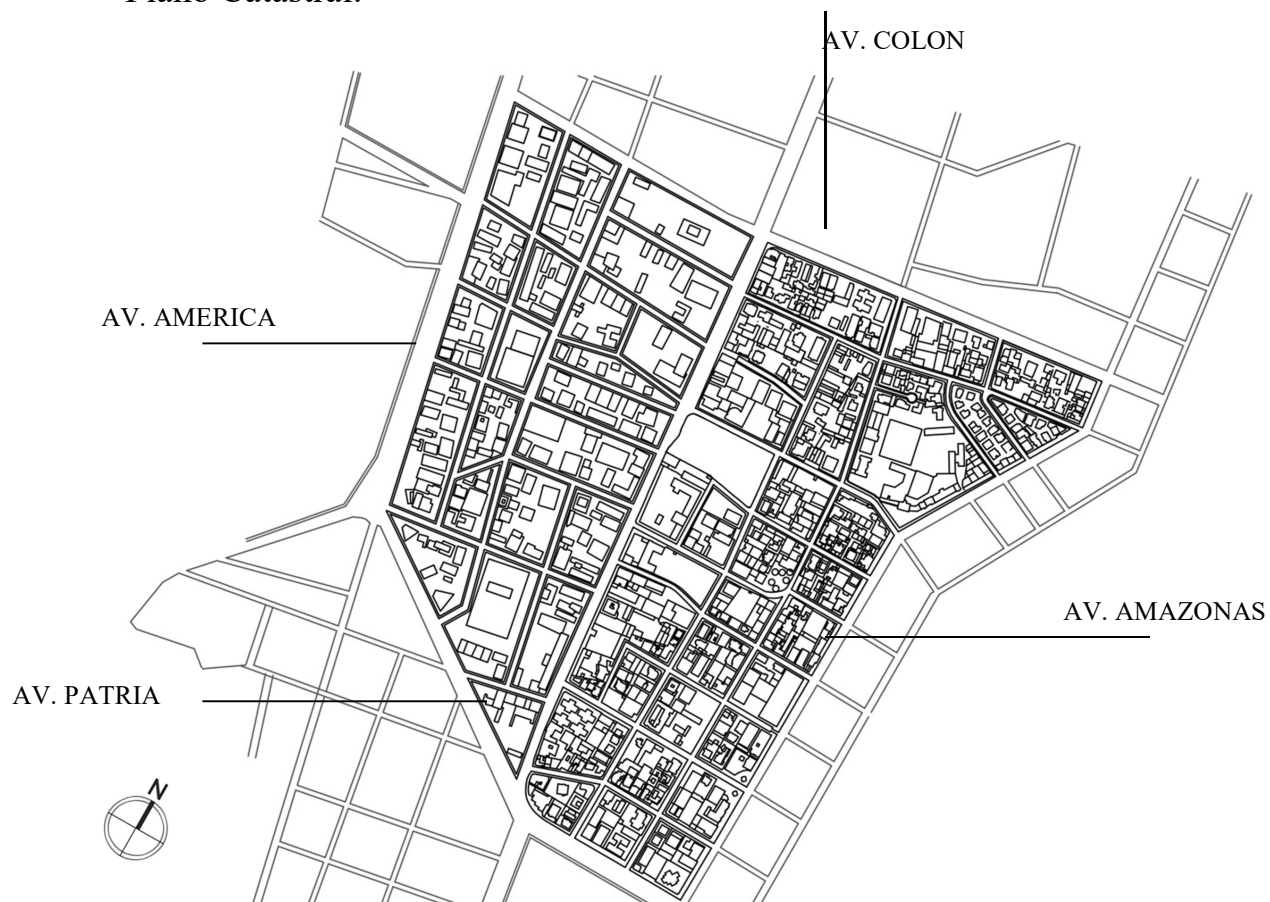 Plano Catastral.
AV. COLON
AV. AMERICA
AV. AMAZONAS
AV. PATRIA
N